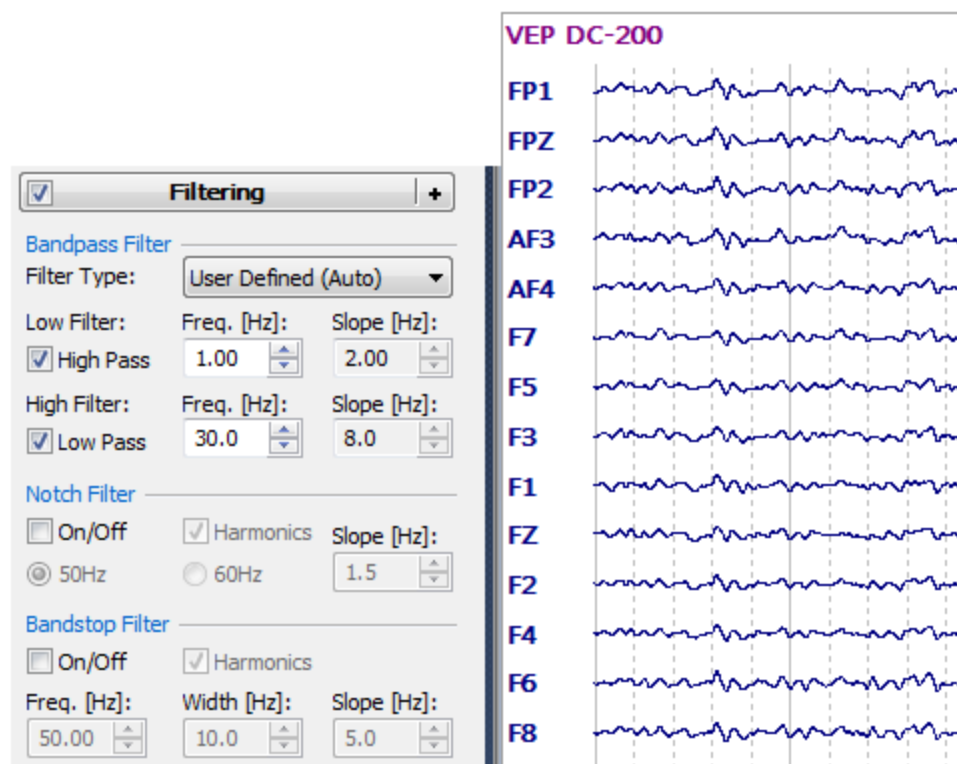 VEP DC-200
FP1
FPZ
FP2
AF3
AF4
F7
F5
F3
F1
FZ
F2
F4
F6
F8
Filtering +
Bandpass Filter
Filter Type: User Defined (Auto)
Low Filter: Freq. [Hz]: Slope [Hz]:
High Pass 1.00 2.00
High Filter: Freq. [Hz]: Slope [Hz]:
Low Pass 30.0 8.0
Notch Filter
On/Off Harmonics Slope [Hz]:
50Hz 60Hz 1.5
Bandstop Filter
On/Off Harmonics
Freq. [Hz]: Width [Hz]: Slope [Hz]:
50.00 10.0 5.0